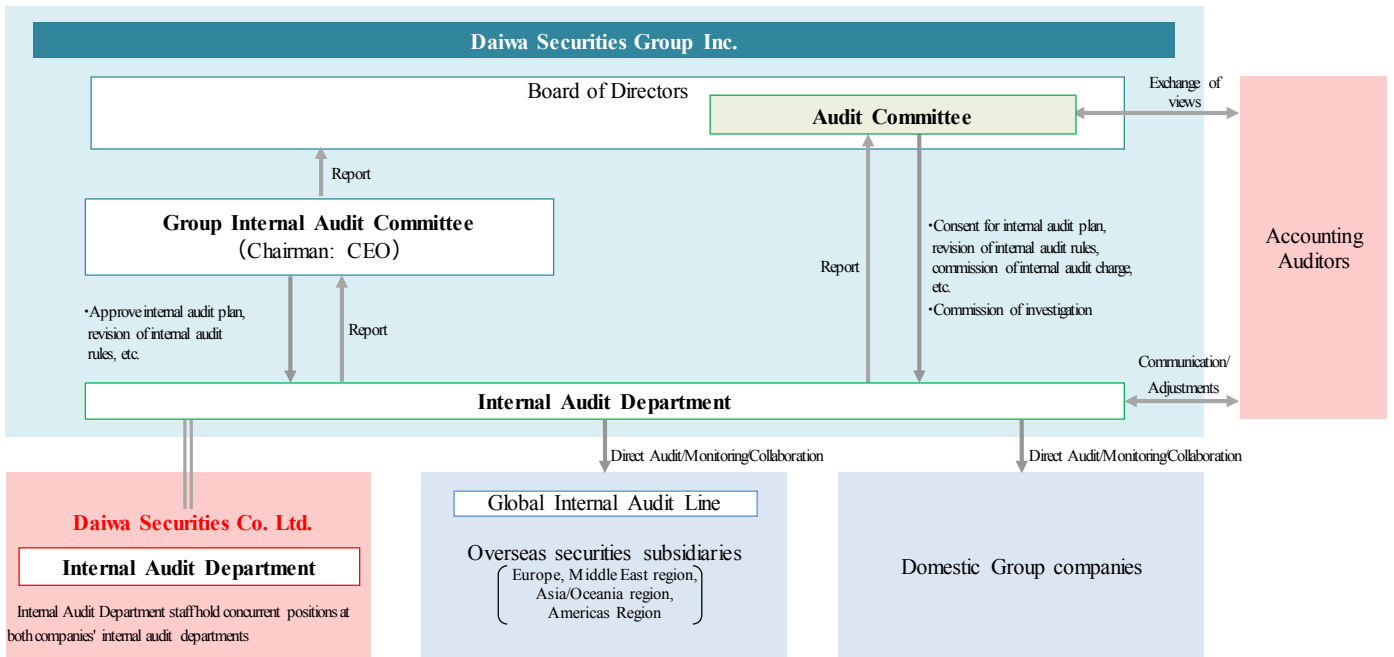 Daiwa Securities Group Inc.
Board of Directors
Audit Committee
Exchange of
views
Report
Group Internal Audit Committee
(Chairman: CEO)
・Consent for internal audit plan,
revision of internal audit rules,
commission of internal audit charge,
etc.
・Commission of investigation
Report
Accounting
Auditors
・Approve internal audit plan,
revision of internal audit
rules, etc.
Report
Communication/
Adjustments
Internal Audit Department
Direct Audit/Monitoring/Collaboration
Direct Audit/Monitoring/Collaboration
Daiwa Securities Co. Ltd.
Internal Audit Department
Internal Audit Department staff hold concurrent positions at
both companies' internal audit departments
Global Internal Audit Line
Overseas securities subsidiaries
Europe, Middle East region,
Asia/Oceania region,
Americas Region
Domestic Group companies